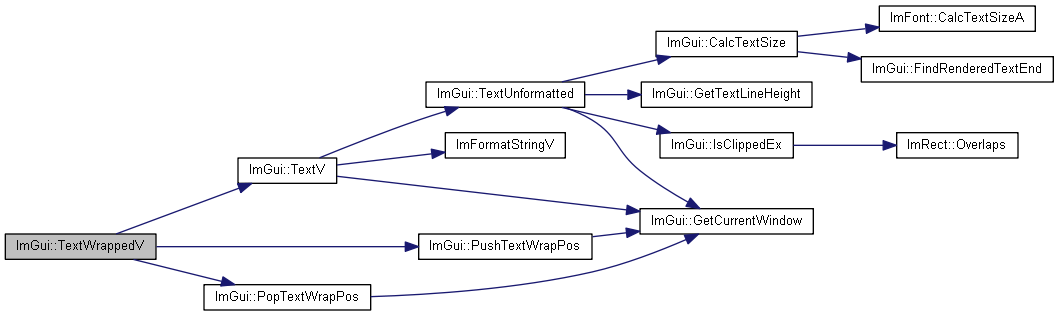 ImFont::CalcTextSizeA
ImGui::CalcTextSize
ImGui::FindRenderedTextEnd
ImGui::TextUnformatted
ImGui::GetTextLineHeight
ImFormatStringV
ImGui::IsClippedEx
ImRect::Overlaps
ImGui::TextV
ImGui::GetCurrentWindow
ImGui::TextWrappedV
ImGui::PushTextWrapPos
ImGui::PopTextWrapPos